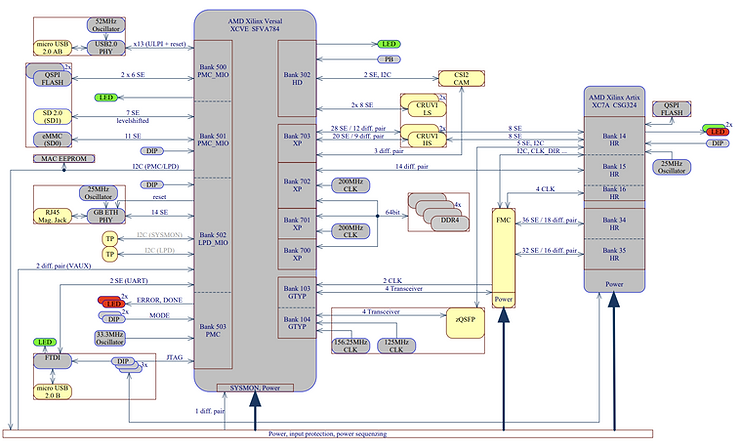 52MHz
Oscillator
micro USB
2.0 AB
USB2.0
PHY
x13 (ULPI + reset)
2x
QSPI
FLASH
2 x 6 SE
LED
SD 2.0
(SD1)
7 SE
levelshifted
eMMC
(SD0)
11 SE
MAC EEPROM
DIP
I2C (PMC/LPD)
DIP
25MHz
Oscillator
reset
RJ45
Mag. Jack
GB ETH
PHY
14 SE
TP
I2C (SYSMON)
TP
I2C (LPD)
2 diff. pair (VAUX)
2 SE (UART)
2x
LED
ERROR, DONE
2x
DIP
MODE
33.3MHz
Oscillator
LED
FTDI
DIP
3x
JTAG
micro USB
2.0 B
1 diff. pair
AMD Xilinx Versal
XCVE SFVA784
Bank 500
PMC_MIO
Bank 501
PMC_MIO
Bank 502
LPD_MIO
Bank 503
PMC
Bank 302
HD
Bank 703
XP
Bank 702
XP
Bank 701
XP
Bank 700
XP
Bank 103
GTYP
Bank 104
GTYP
SYSMON, Power
LED
PB
2 SE, I2C
CSI2
CAM
2x 8 SE
2x
CRUVI
LS
28 SE / 12 diff. pair
20 SE / 9 diff. pair
2x
CRUVI
HS
3 diff. pair
8 SE
8 SE
5 SE, I2C
I2C, CLK_DIR ...
14 diff. pair
200MHz
CLK
200MHz
CLK
64bit
4x
DDR4
4 CLK
FMC
36 SE / 18 diff. pair
32 SE / 16 diff. pair
Power
2 CLK
4 Transceiver
4 Transceiver
zQSFP
156.25MHz
CLK
125MHz
CLK
AMD Xilinx Artix
XC7A CSG324
Bank 14
HR
Bank 15
HR
Bank 16
HR
Bank 34
HR
Bank 35
HR
Power
QSPI
FLASH
2x
LED
DIP
25MHz
Oscillator
Power, input protection, power sequenzing